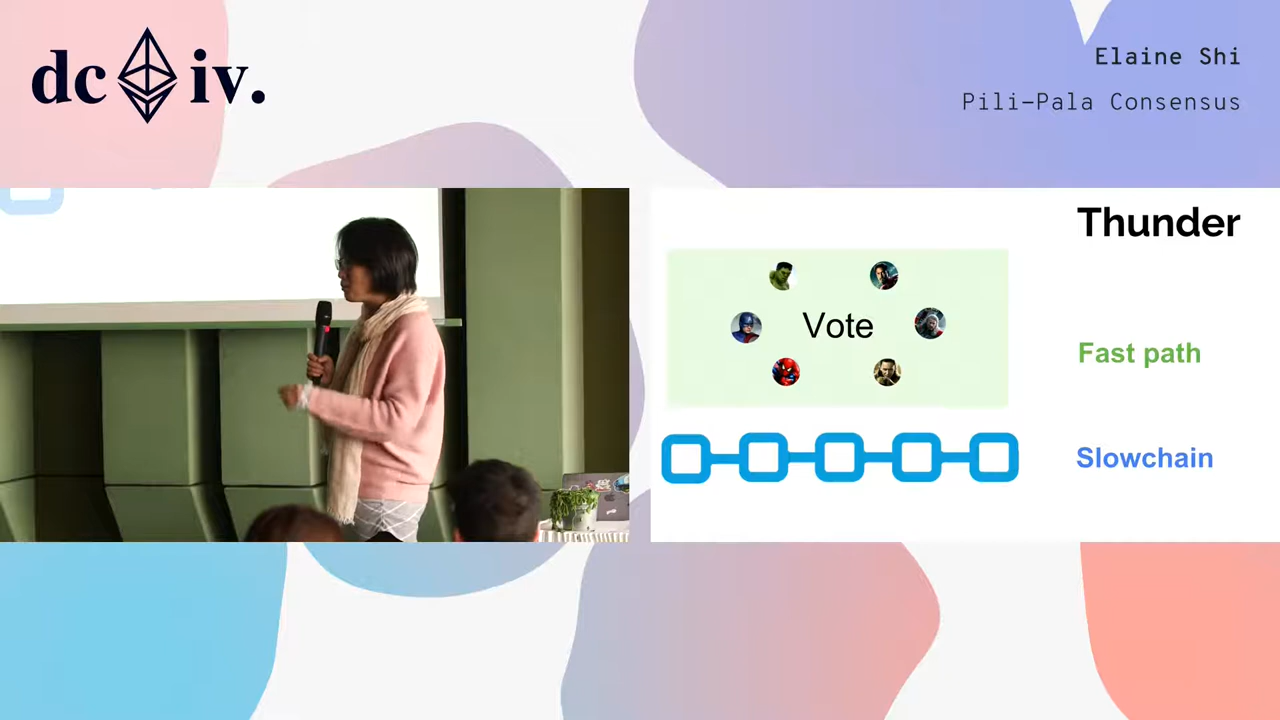 dc iv.
Elaine Shi
Pili-Pala Consensus
Thunder
Vote
Fast path
Slowchain